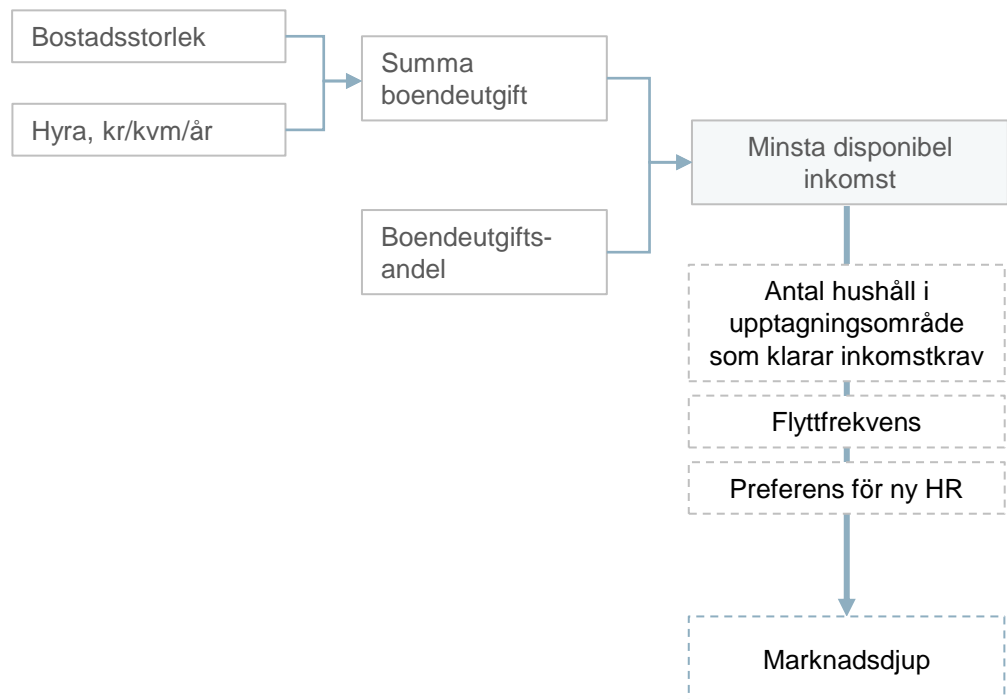 Bostadsstorlek
Hyra, kr/kvm/år
Summa
boendeutgift
Boendeutgifts-
andel
Minsta disponibel
inkomst
Antal hushåll i
upptagningsområde
som klarar inkomstkrav
Flyttfrekvens
Preferens för ny HR
Marknadsdjup